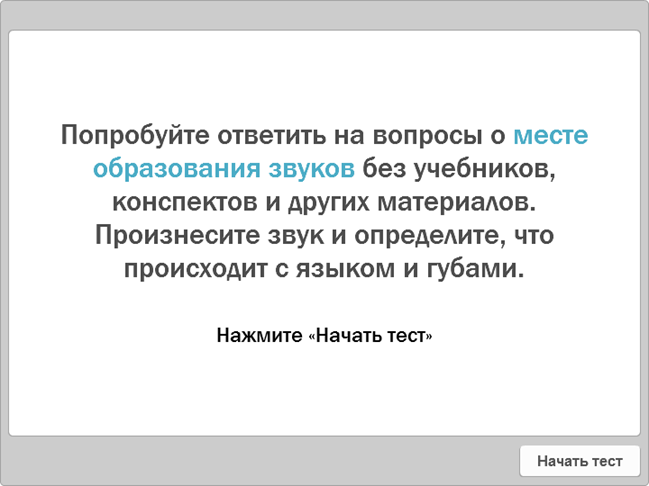 Попробуйте ответить на вопросы о месте
образования звуков без учебников,
конспектов и других материалов.
Произнесите звук и определите, что
происходит с языком и губами.
Нажмите «Начать тест»
Начать тест